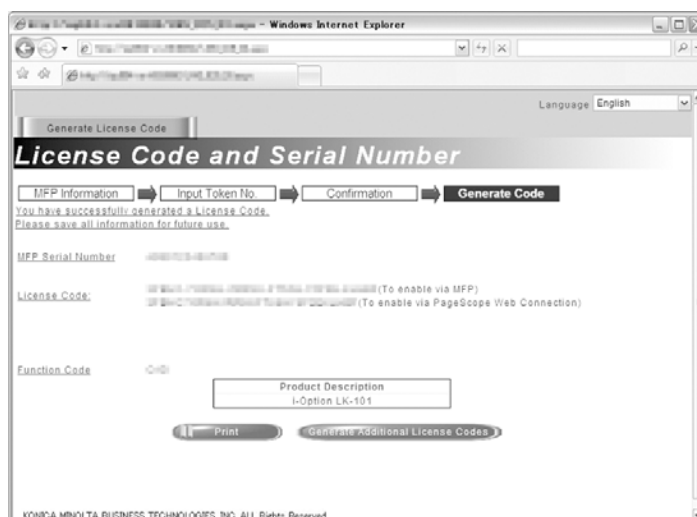 - Windows Internet Explorer
Language English
Generate License Code
License Code and Serial Number
MFP Information Input Token No. Confirmation Generate Code
You have successfully generated a License Code.
Please save all information for future use.
MFP Serial Number
License Code: (To enable via MFP)
(To enable via PageScope Web Connection)
Function Code
Product Description
i-Option LK-101
Print Generate Additional License Codes
KONICA MINOLTA BUSINESS TECHNOLOGIES, INC. ALL Rights Reserved.